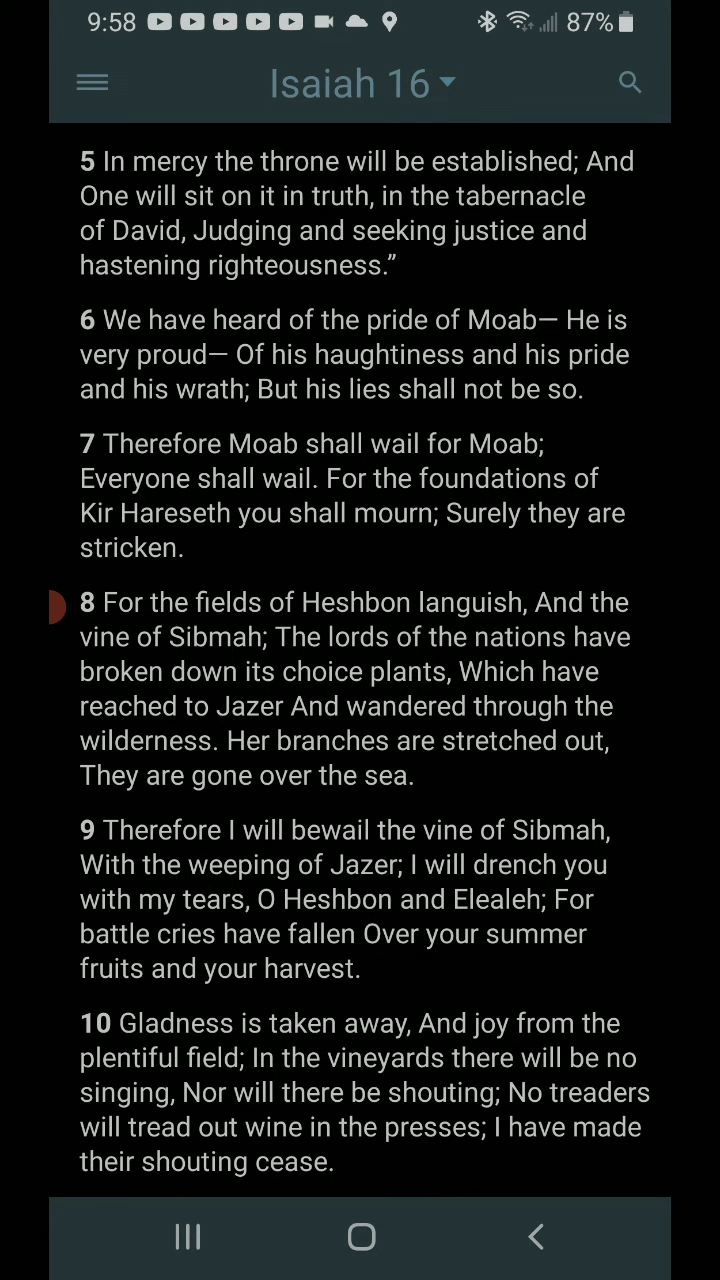 9:58 87%
Isaiah 16
5 In mercy the throne will be established; And
One will sit on it in truth, in the tabernacle
of David, Judging and seeking justice and
hastening righteousness.”
6 We have heard of the pride of Moab— He is
very proud— Of his haughtiness and his pride
and his wrath; But his lies shall not be so.
7 Therefore Moab shall wail for Moab;
Everyone shall wail. For the foundations of
Kir Hareseth you shall mourn; Surely they are
stricken.
8 For the fields of Heshbon languish, And the
vine of Sibmah; The lords of the nations have
broken down its choice plants, Which have
reached to Jazer And wandered through the
wilderness. Her branches are stretched out,
They are gone over the sea.
9 Therefore I will bewail the vine of Sibmah,
With the weeping of Jazer; I will drench you
with my tears, O Heshbon and Elealeh; For
battle cries have fallen Over your summer
fruits and your harvest.
10 Gladness is taken away, And joy from the
plentiful field; In the vineyards there will be no
singing, Nor will there be shouting; No treaders
will tread out wine in the presses; I have made
their shouting cease.